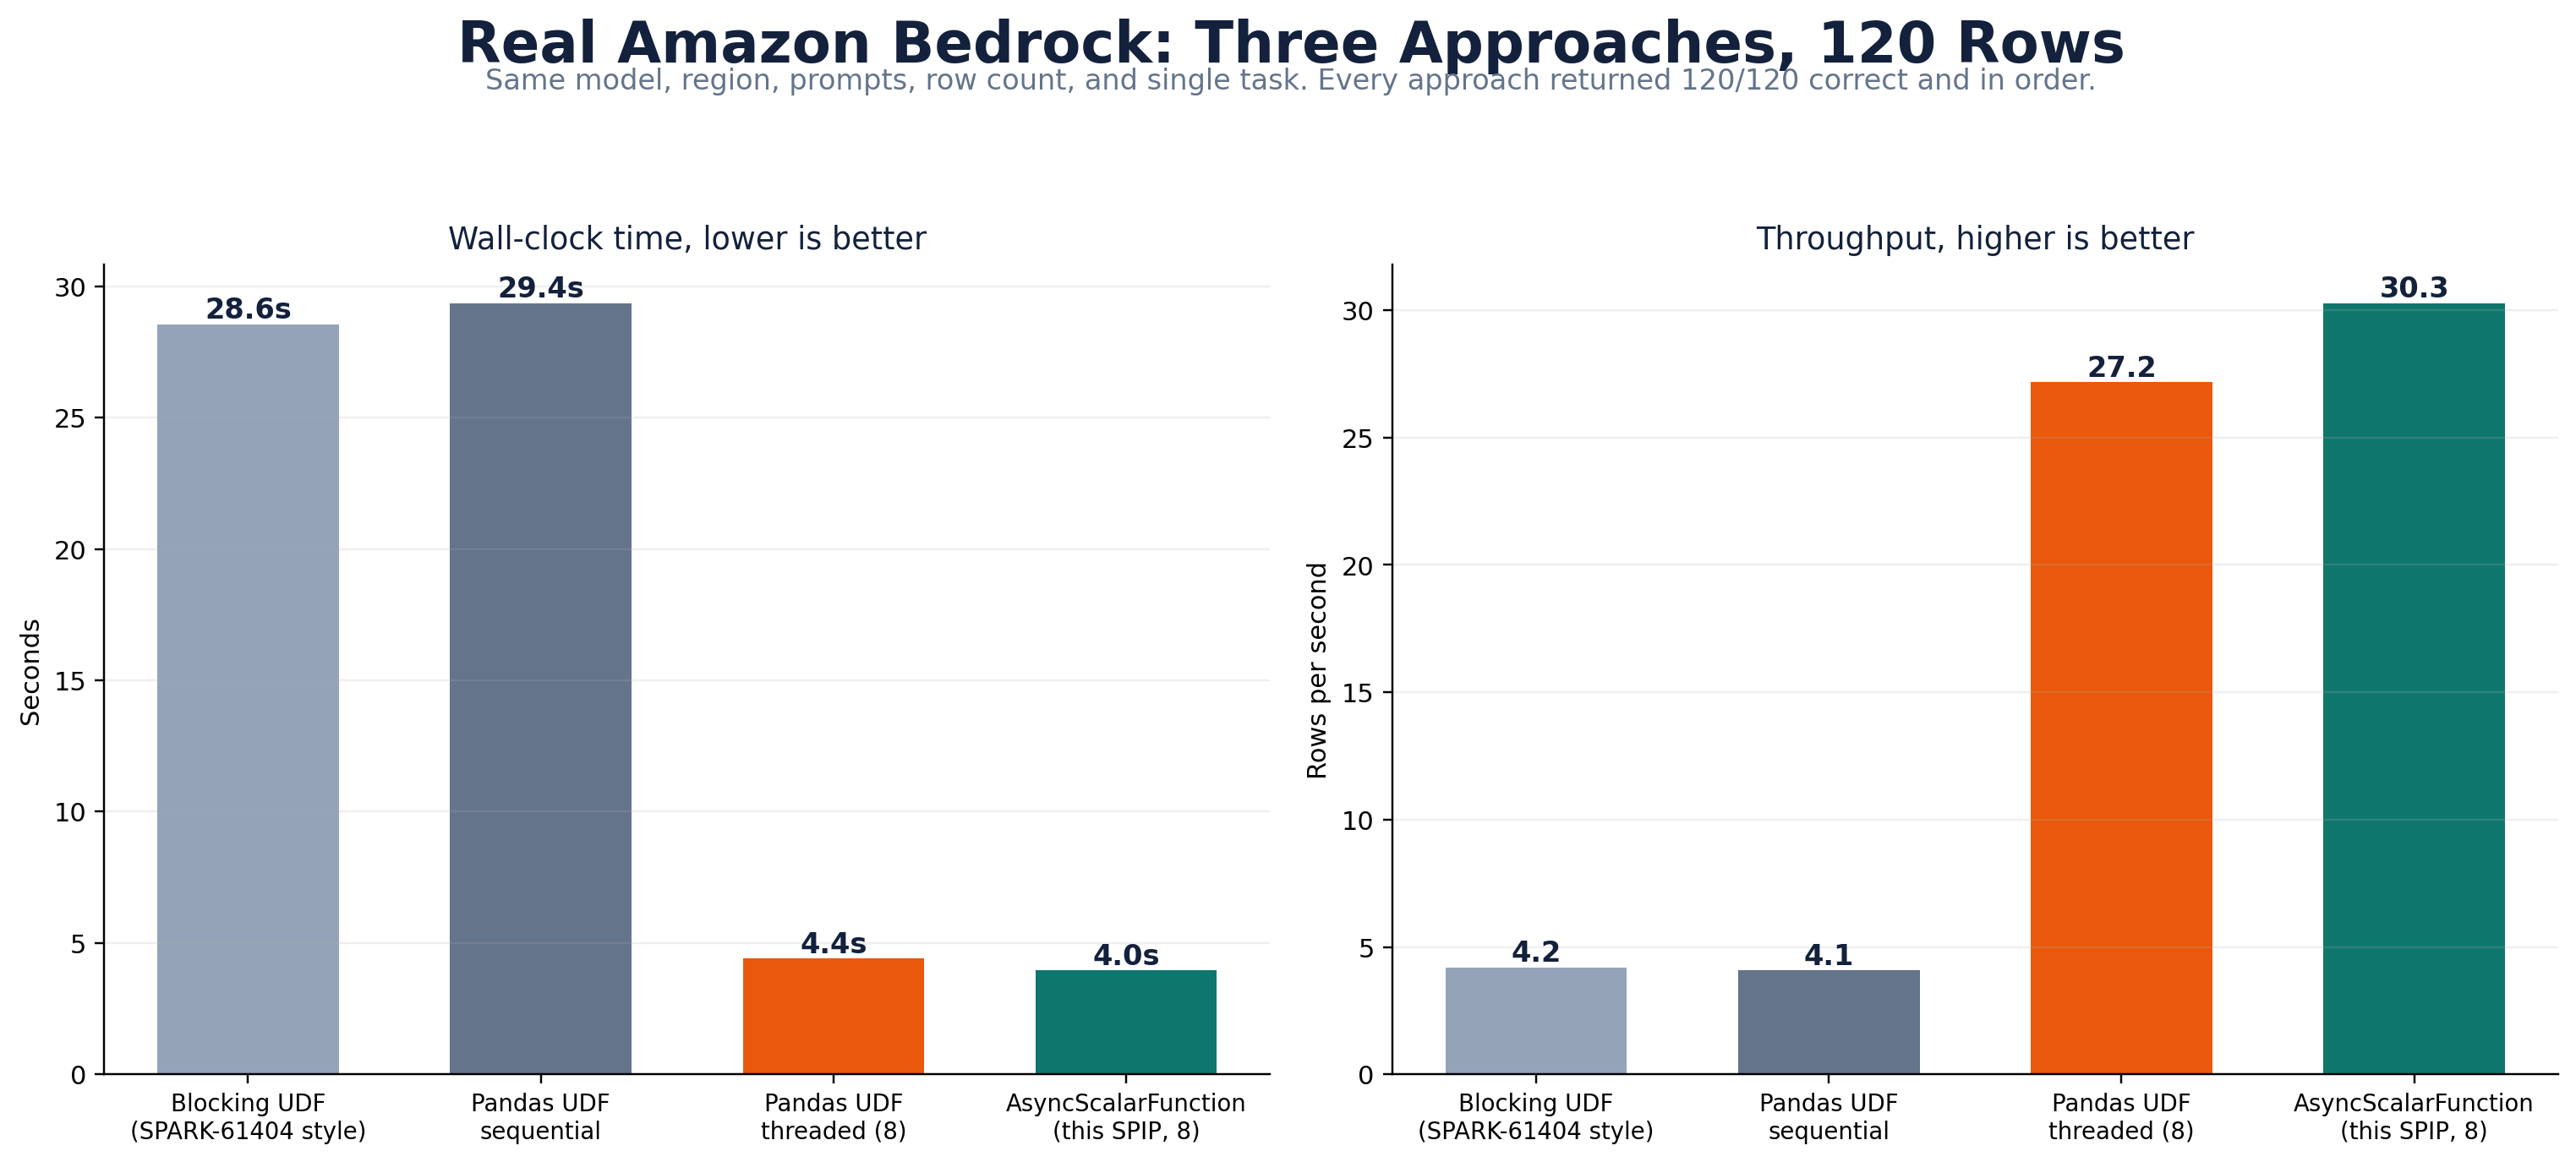 Real Amazon Bedrock: Three Approaches, 120 Rows
Same model, region, prompts, row count, and single task. Every approach returned 120/120 correct and in order.
Wall-clock time, lower is better
Seconds
30
25
20
15
10
5
0
28.6s
29.4s
4.4s
4.0s
Blocking UDF
(SPARK-61404 style)
Pandas UDF
sequential
Pandas UDF
threaded (8)
AsyncScalarFunction
(this SPIP, 8)
Throughput, higher is better
Rows per second
30
25
20
15
10
5
0
4.2
4.1
27.2
30.3
Blocking UDF
(SPARK-61404 style)
Pandas UDF
sequential
Pandas UDF
threaded (8)
AsyncScalarFunction
(this SPIP, 8)